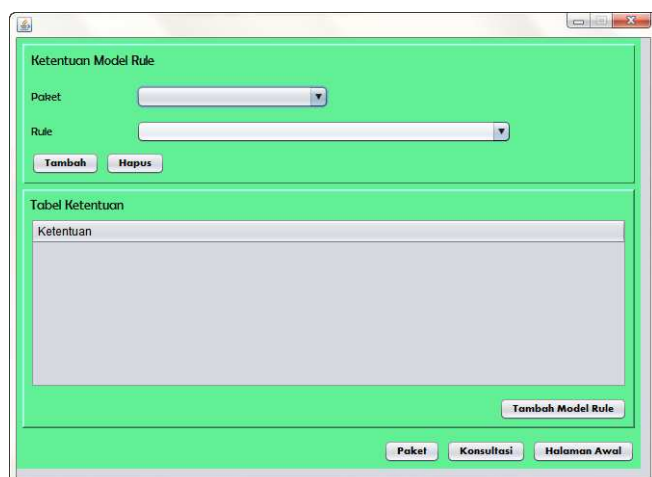 Ketentuan Model Rule
Paket
Rule
Tambah Hapus
Tabel Ketentuan
Ketentuan
Tambah Model Rule
Paket Konsultasi Halaman Awal